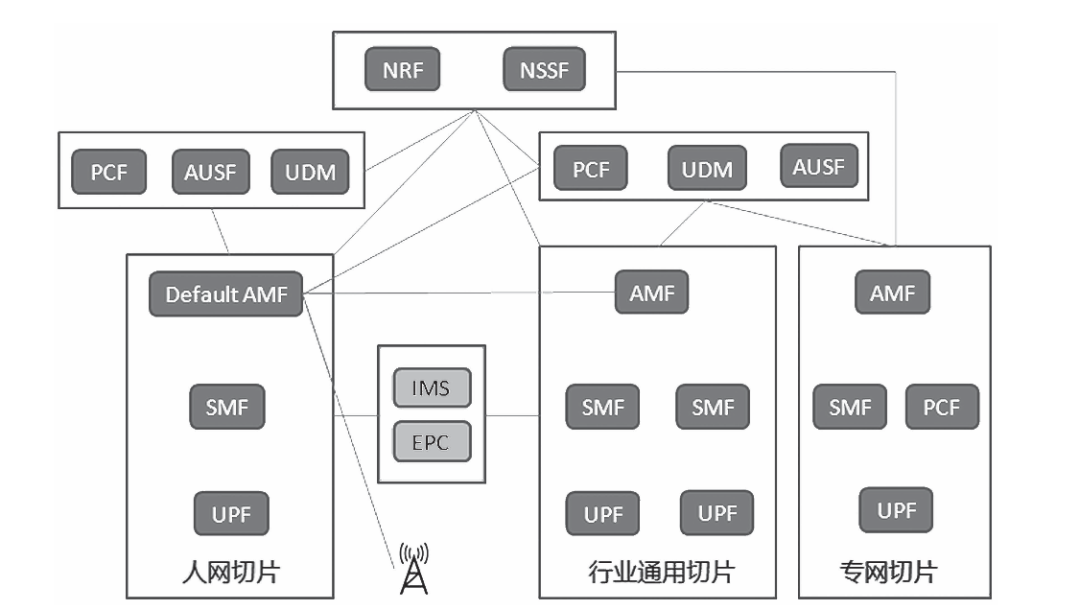 NRF NSSF
PCF AUSF UDM
PCF UDM AUSF
Default AMF
AMF
AMF
IMS
EPC
SMF
SMF SMF
SMF PCF
UPF
UPF UPF
UPF
人网切片
行业通用切片
专网切片